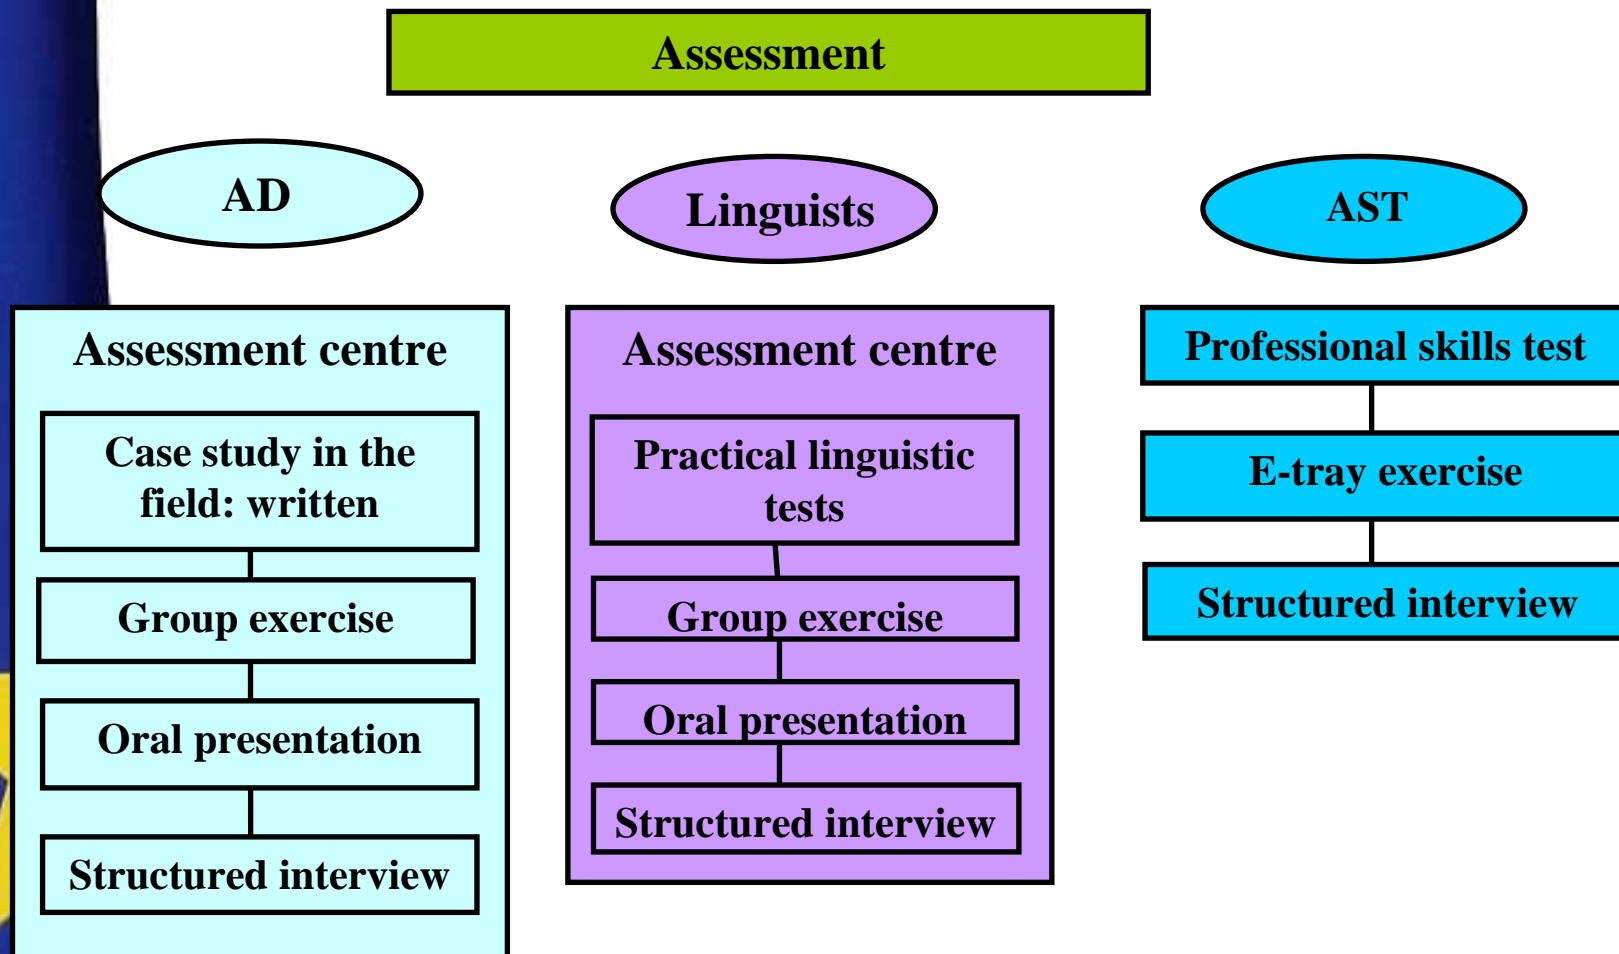 Assessment
AD
Linguists
AST
Assessment centre
Case study in the
field: written
Group exercise
Oral presentation
Structured interview
Assessment centre
Practical linguistic
tests
Group exercise
Oral presentation
Structured interview
Professional skills test
E-tray exercise
Structured interview